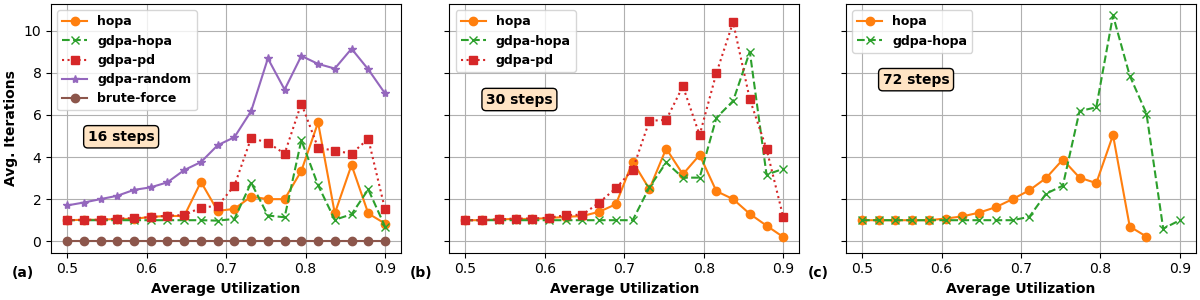 Avg. Iterations
10
8
6
4
2
0
hopa
gdpa-hopa
gdpa-pd
gdpa-random
brute-force
16 steps
0.5 0.6 0.7 0.8 0.9
(a)
Average Utilization
hopa
gdpa-hopa
gdpa-pd
30 steps
0.5 0.6 0.7 0.8 0.9
(b)
Average Utilization
hopa
gdpa-hopa
72 steps
0.5 0.6 0.7 0.8 0.9
(c)
Average Utilization